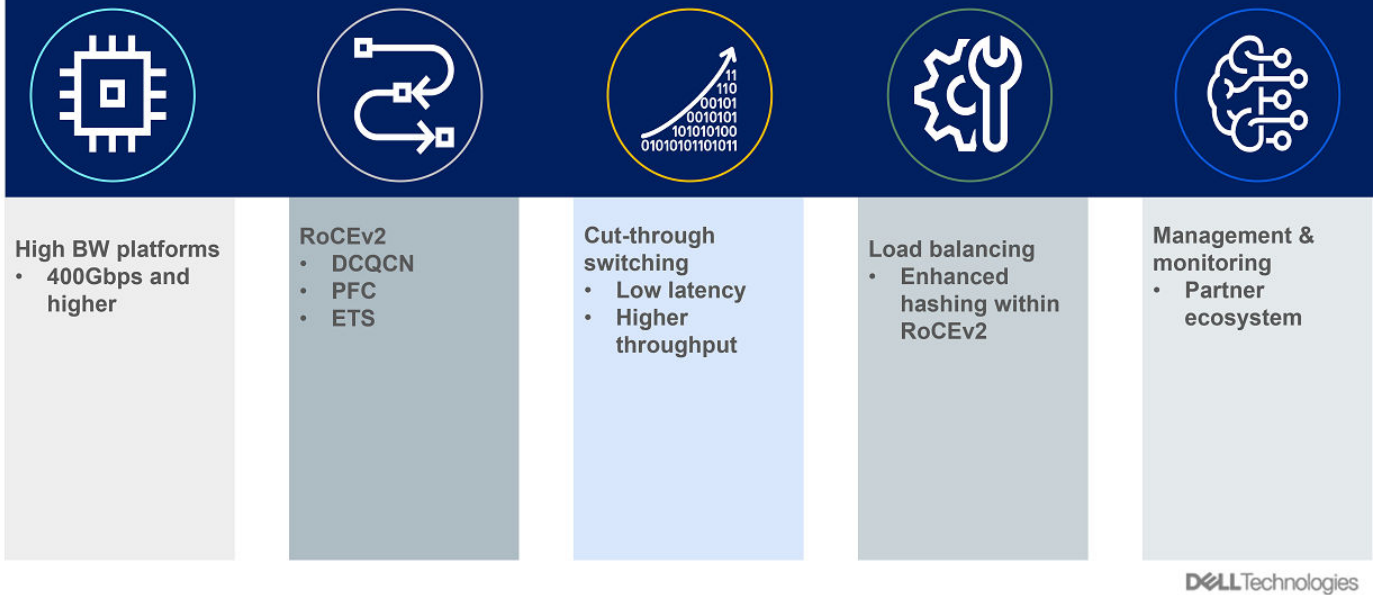 11
110
00101
0010101
101010100
01010101101011
High BW platforms
• 400Gbps and
higher
RoCEv2
• DCQCN
• PFC
• ETS
Cut-through
switching
• Low latency
• Higher
throughput
Load balancing
• Enhanced
hashing within
RoCEv2
Management &
monitoring
• Partner
ecosystem
DELLTechnologies